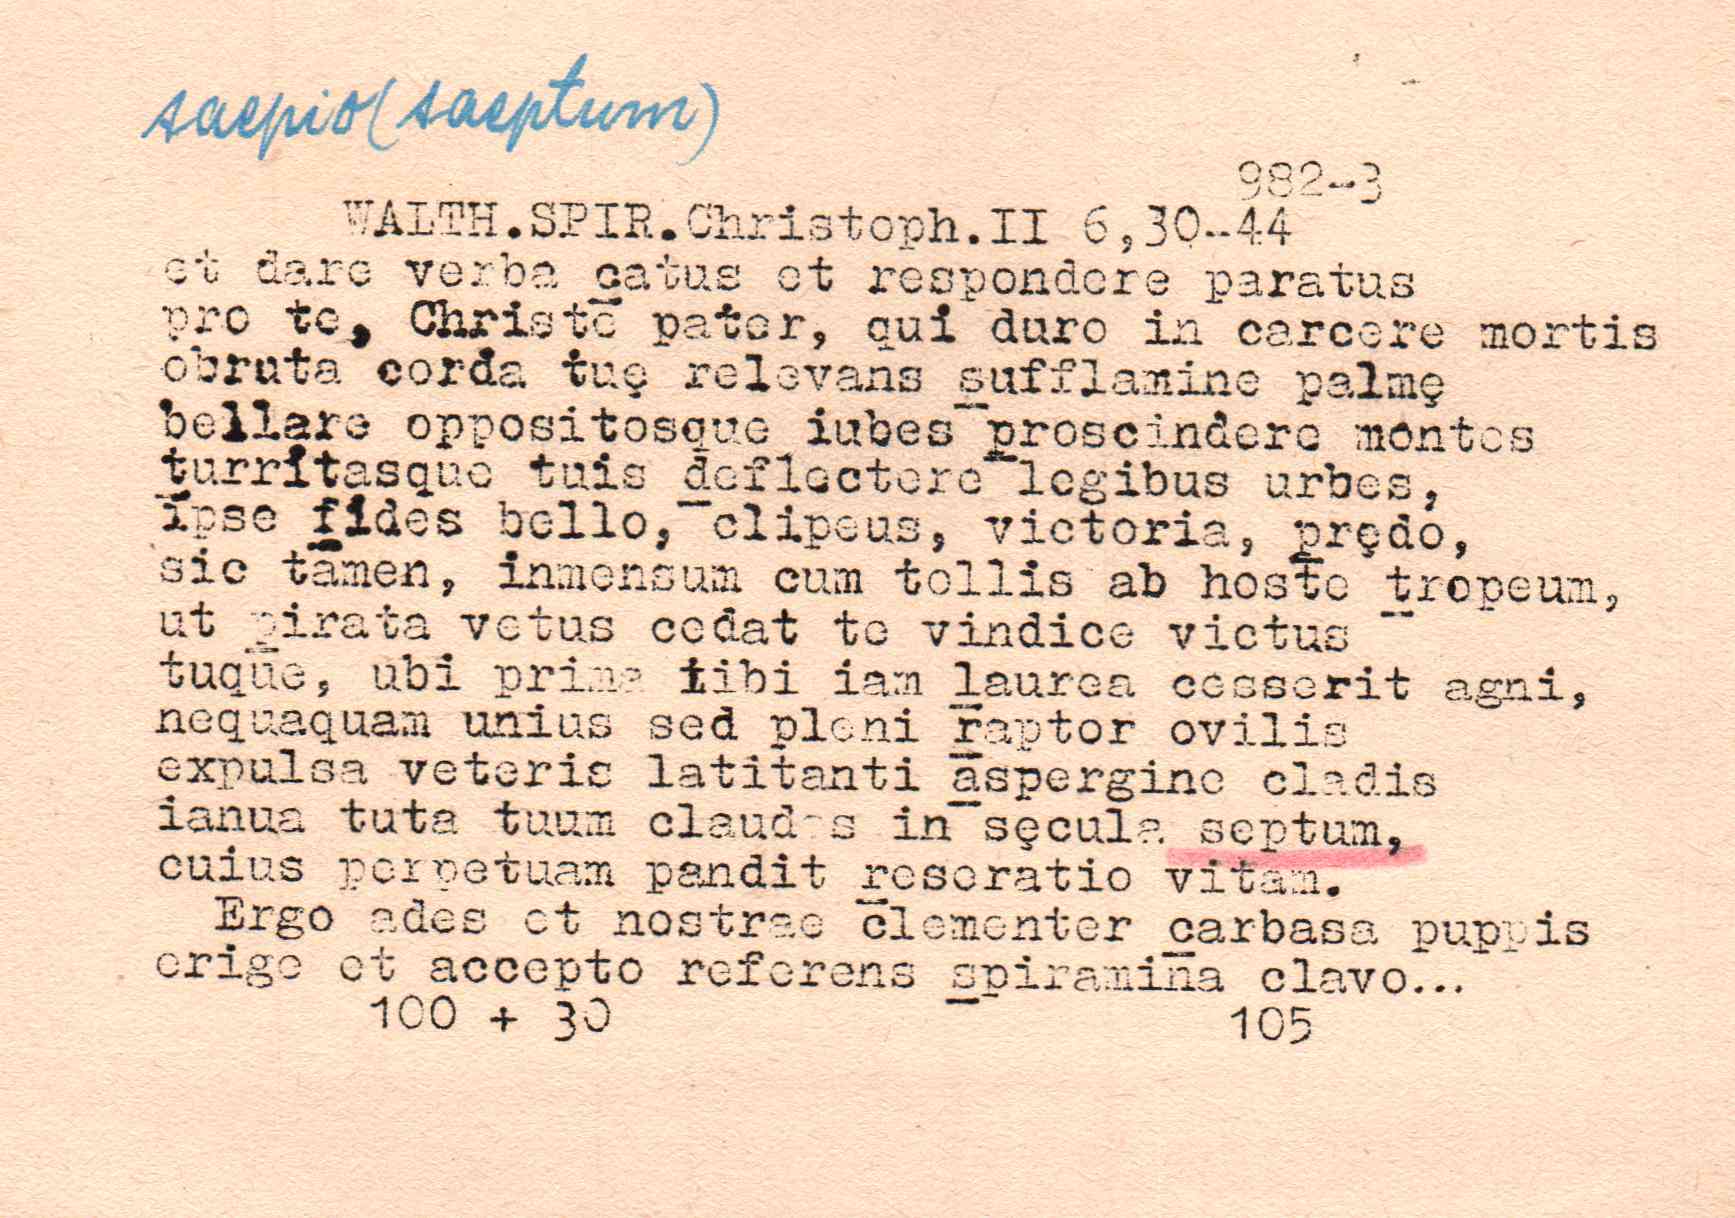 saepio (saeptum)
982-3
WALTH.SPIR.Christoph.II 6,30-44
et dare verba catus et respondere paratus
pro te, Christe pater, qui duro in carcere mortis
obruta corda tuę relevans sufflamine palmę
bellare oppositosque iubes proscindere montes
turritasque tuis deflectere legibus urbes,
ipse fides bello, clipeus, victoria, prędo,
sic tamen, inmensum cum tollis ab hoste tropeum,
ut pirata vetus cedat te vindice victus
tuque, ubi prima tibi iam laurea cesserit agni,
nequaquam unius sed pleni raptor ovilis
expulsa veteris latitanti aspergine cladis
ianua tuta tuum claudes in sęcula septum,
cuius perpetuam pandit reseratio vitam.
Ergo ades et nostrae clementer carbasa puppis
erige et accepto referens spiramina clavo...
100 + 30 105